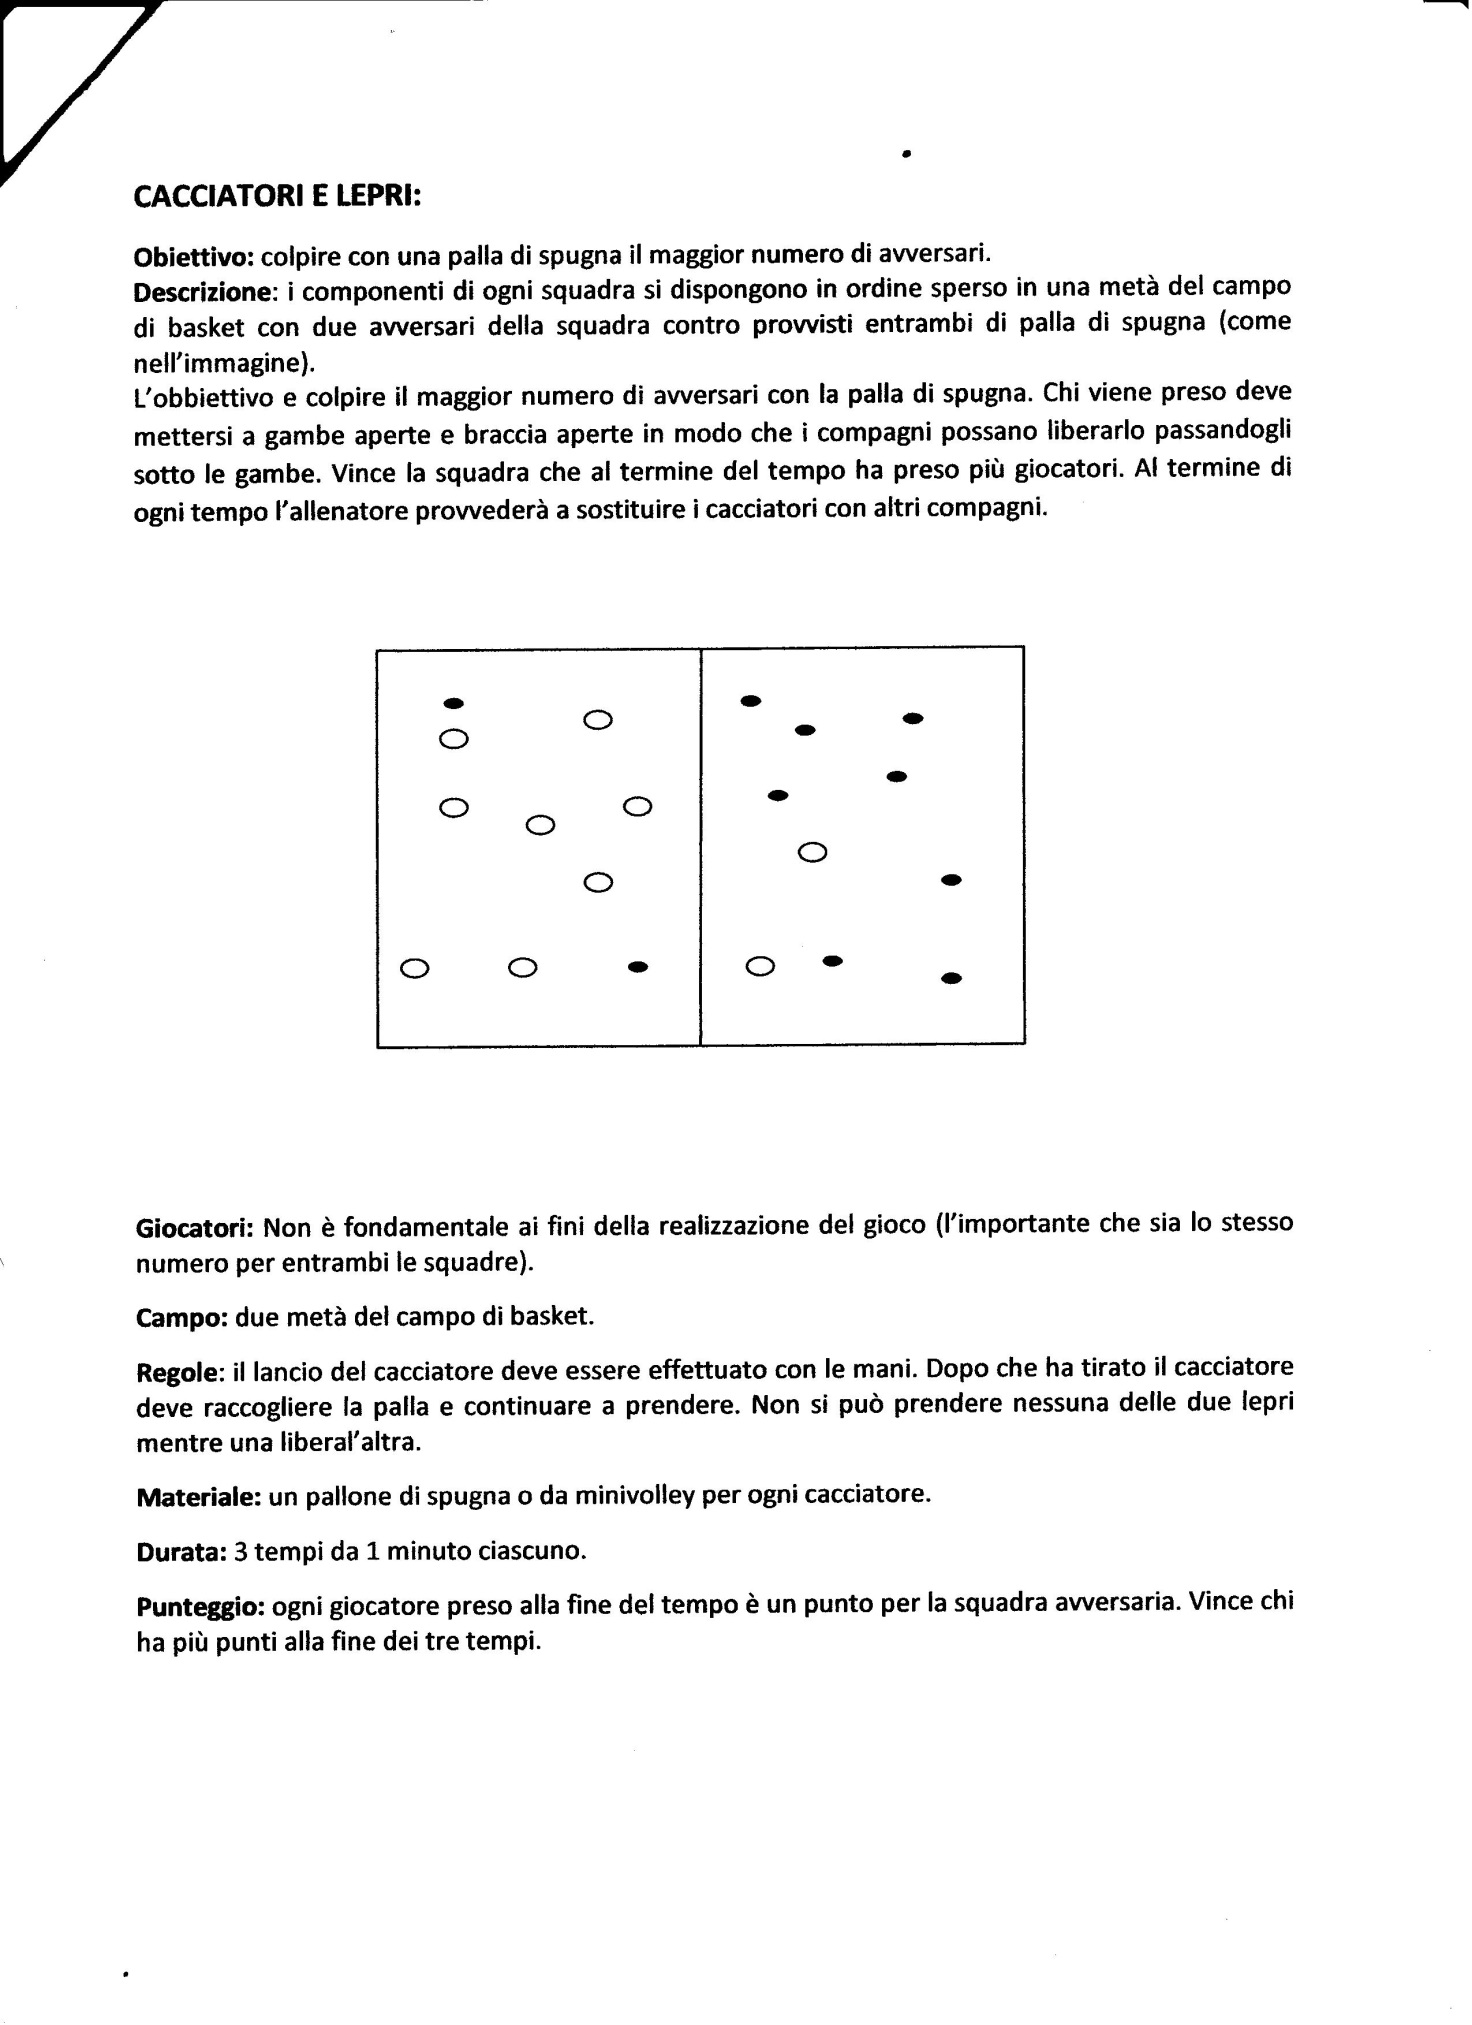 CACCIATORI E LEPRI:
Obiettivo: colpire con una palla di spugna il maggior numero di avversari.
Descrizione: i componenti di ogni squadra si dispongono in ordine sperso in una metà del campo
di basket con due avversari della squadra contro provvisti entrambi di palla di spugna (come
nell'immagine).
L'obbiettivo e colpire il maggior numero di avversari con la palla di spugna. Chi viene preso deve
mettersi a gambe aperte e braccia aperte in modo che i compagni possano liberarlo passandogli
sotto le gambe. Vince la squadra che al termine del tempo ha preso più giocatori. Al termine di
ogni tempo l'allenatore provvederà a sostituire i cacciatori con altri compagni.
Giocatori: Non è fondamentale ai fini della realizzazione del gioco (l'importante che sia lo stesso
numero per entrambi le squadre).
Campo: due metà del campo di basket.
Regole: il lancio del cacciatore deve essere effettuato con le mani. Dopo che ha tirato il cacciatore
deve raccogliere la palla e continuare a prendere. Non si può prendere nessuna delle due lepri
mentre una liberal'altra.
Materiale: un pallone di spugna o da minivolley per ogni cacciatore.
Durata: 3 tempi da 1 minuto ciascuno.
Punteggio: ogni giocatore preso alla fine del tempo è un punto per la squadra avversaria. Vince chi
ha più punti alla fine dei tre tempi.